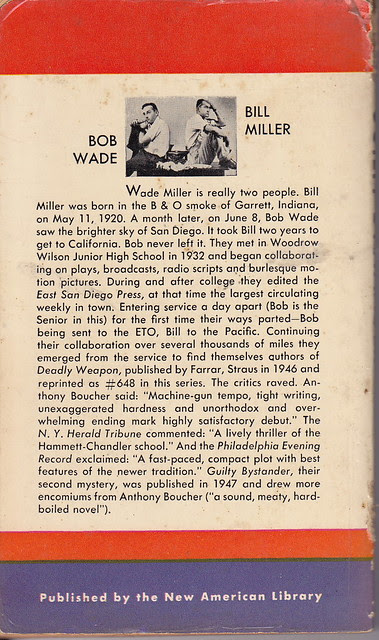 BOB
WADE
BILL
MILLER
Wade Miller is really two people. Bill
Miller was born in the B & O smoke of Garrett, Indiana,
on May 11, 1920. A month later, on June 8, Bob Wade
saw the brighter sky of San Diego. It took Bill two years to
get to California. Bob never left it. They met in Woodrow
Wilson Junior High School in 1932 and began collaborat-
ing on plays, broadcasts, radio scripts and burlesque mo-
tion pictures. During and after college they edited the
East San Diego Press, at that time the largest circulating
weekly in town. Entering service a day apart (Bob is the
Senior in this) for the first time their ways parted—Bob
being sent to the ETO, Bill to the Pacific. Continuing
their collaboration over several thousands of miles they
emerged from the service to find themselves authors of
Deadly Weapon, published by Farrar, Straus in 1946 and
reprinted as #648 in this series. The critics raved. An-
thony Boucher said: "Machine-gun tempo, tight writing,
unexaggerated hardness and unorthodox and over-
whelming ending mark highly satisfactory debut." The
N. Y. Herald Tribune commented: "A lively thriller of the
Hammett-Chandler school." And the Philadelphia Evening
Record exclaimed: "A fast-paced, compact plot with best
features of the newer tradition." Guilty Bystander, their
second mystery, was published in 1947 and drew more
encomiums from Anthony Boucher ("a sound, meaty, hard-
boiled novel").
Published by the New American Library